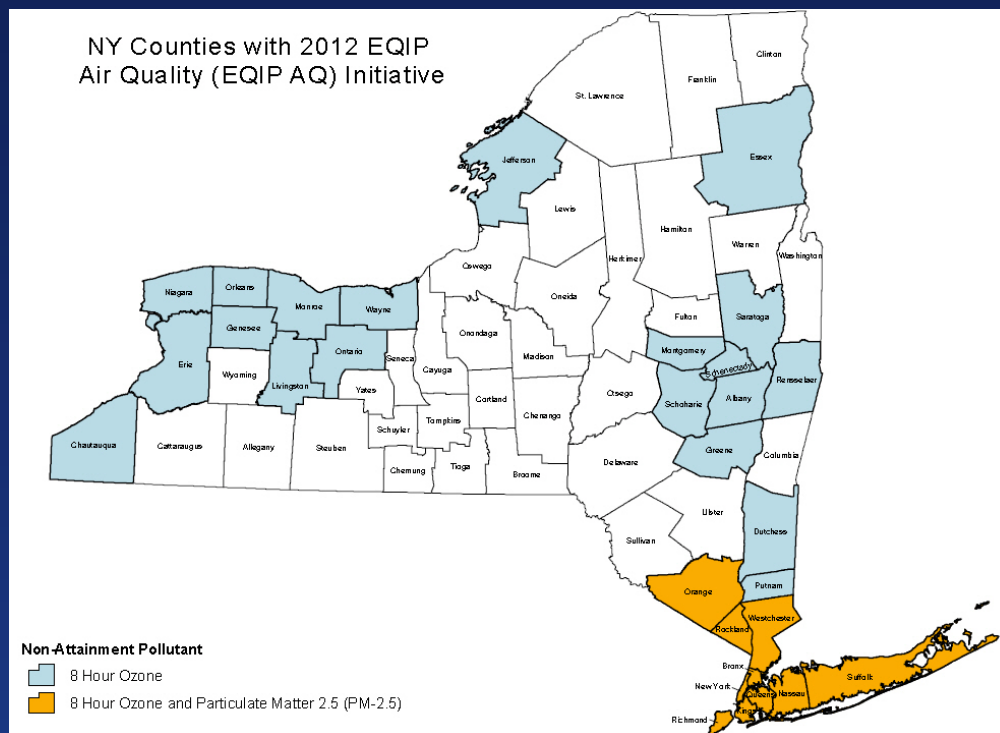 NY Counties with 2012 EQIP
Air Quality (EQIP AQ) Initiative
Clinton
Franklin
St. Lawrence
Essex
Jefferson
Lewis
Hamilton
Warren
Washington
Herkimer
Oswego
Oneida
Niagara
Orleans
Monroe
Wayne
Fulton
Saratoga
Genesee
Onondaga
Madison
Montgomery
Ontario
Seneca
Schenectady
Erie
Wyoming
Livingston
Cayuga
Rensselaer
Yates
Otsego
Cortland
Albany
Schoharie
Chenango
Tompkins
Schuyler
Chautauqua
Cattaraugus
Allegany
Steuben
Greene
Columbia
Delaware
Chemung
Tioga
Broome
Ulster
Dutchess
Sullivan
Putnam
Orange
Westchester
Rockland
Non-Attainment Pollutant
Bronx
8 Hour Ozone
Suffolk
New York
Queens
Nassau
8 Hour Ozone and Particulate Matter 2.5 (PM-2.5)
Kings
Richmond